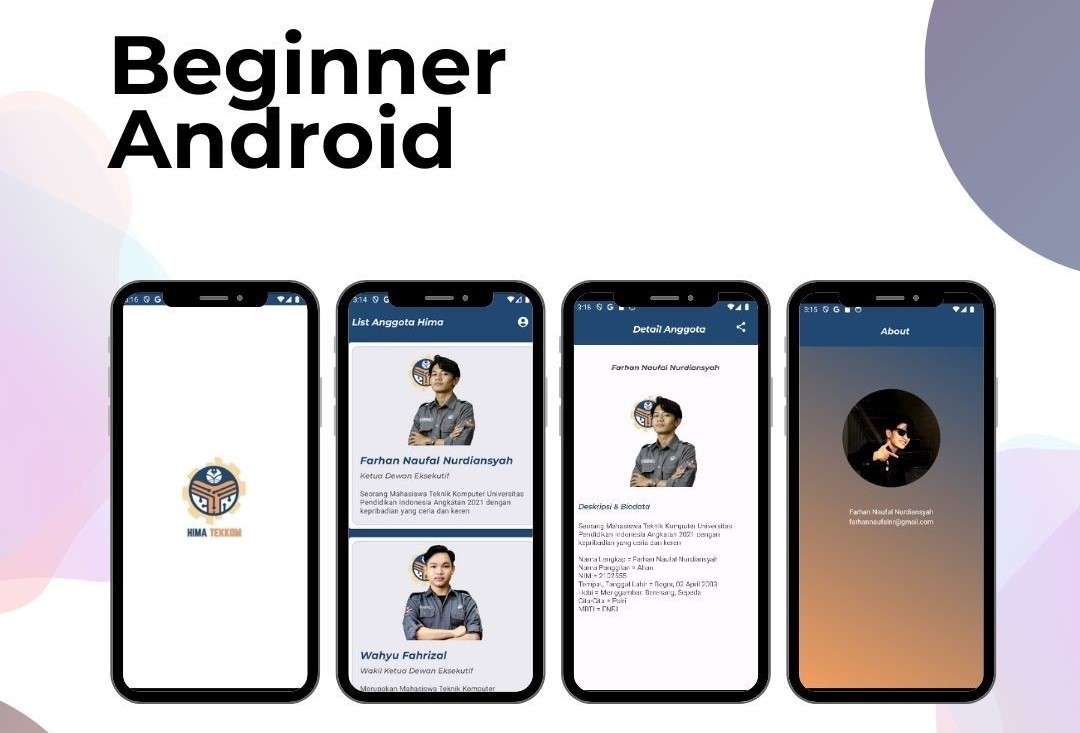 Beginner
Android
3:16
HIMA TEKKOM
3:14
List Anggota Hima
Farhan Naufal Nurdiansyah
Ketua Dewan Eksekutif
Seorang Mahasiswa Teknik Komputer Universitas
Pendidikan Indonesia Angkatan 2021 dengan
kepribadian yang ceria dan keren
Wahyu Fahrizal
Wakil Ketua Dewan Eksekutif
Merupakan Mahasiswa Teknik Komputer
3:16
Detail Anggota
Farhan Naufal Nurdiansyah
Deskripsi & Biodata
Seorang Mahasiswa Teknik Komputer Universitas
Pendidikan Indonesia Angkatan 2021 dengan
kepribadian yang ceria dan keren
Nama Lengkap = Farhan Naufal Nurdiansyah
Nama Panggilan =
NIM =
Tempat, Tanggal Lahir = Bogor, 02 April 2003
Hobi = Menggambar, Berenang, Sepeda
Cita-Cita = Polri
MBTI =
3:15
About
Farhan Naufal Nurdiansyah
farhannaufalnr@gmail.com